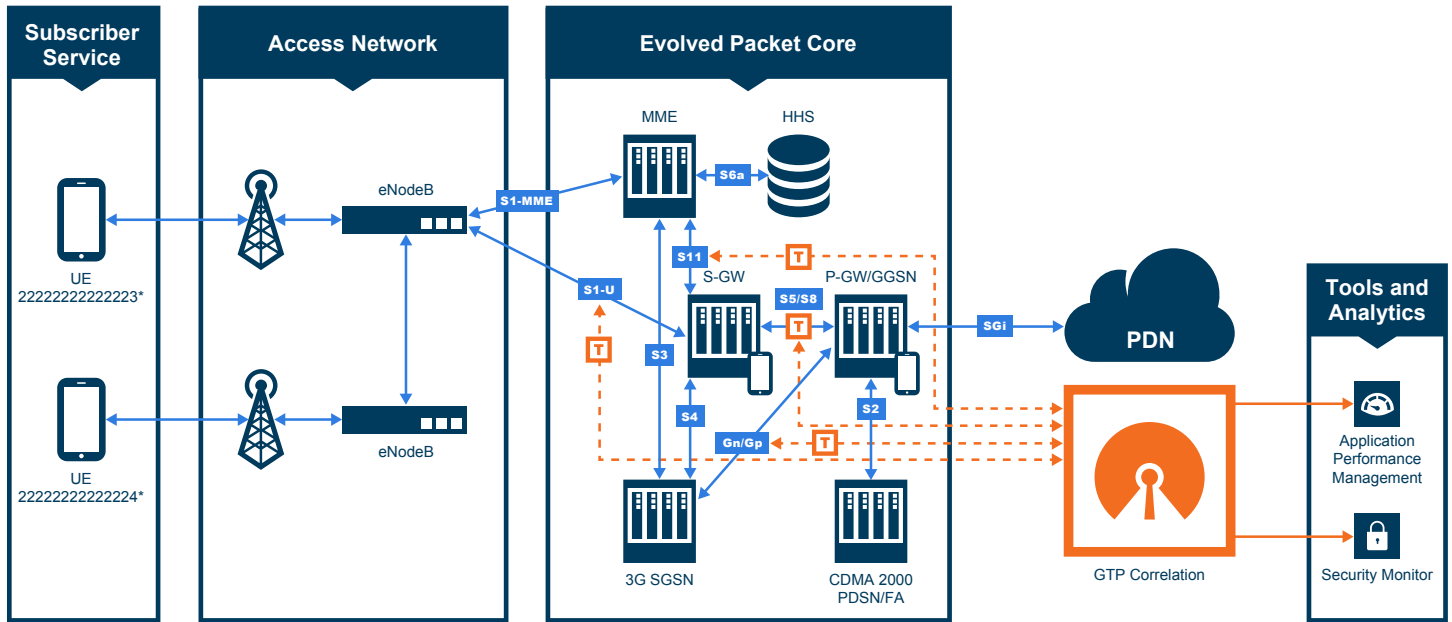 Subscriber
Service
Access Network
Evolved Packet Core
MME
HHS
S6a
eNodeB
S1-MME
UE
22222222222223*
S11
T
S-GW
P-GW/GGSN
S1-U
S5/S8
T
SGi
PDN
Tools and
Analytics
T
S3
S4
S2
Gn/Gp
T
eNodeB
UE
22222222222224*
Application
Performance
Management
3G SGSN
CDMA 2000
PDSN/FA
GTP Correlation
Security Monitor